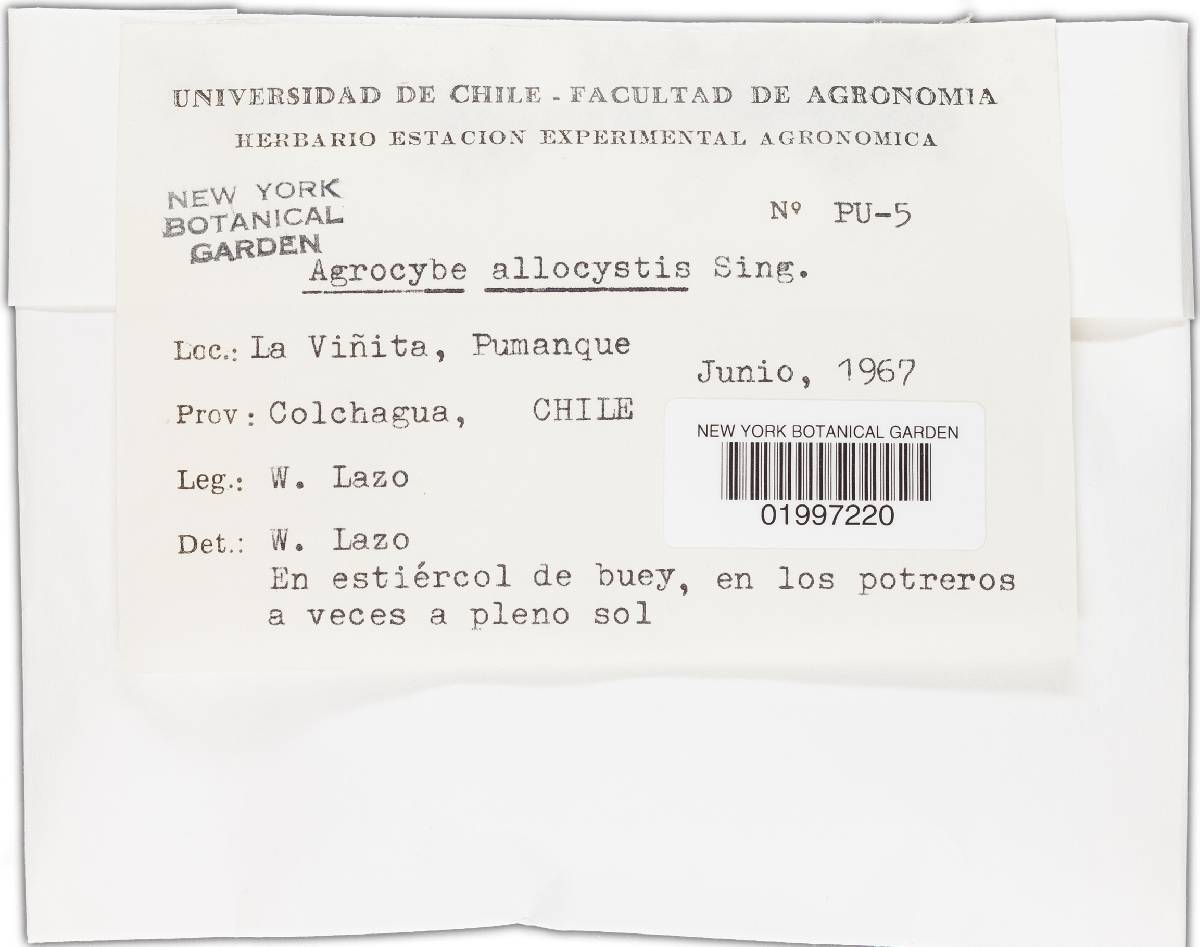 UNIVERSIDAD DE CHILE - FACULTAD DE AGRONOMIA
HERBARIO ESTACION EXPERIMENTAL AGRONOMICA
NEW YORK
BOTANICAL
GARDEN
Nº PU-5
Agrocybe allocystis Sing.
Loc.: La Viñita, Pumanque
Junio, 1967
Prov: Colchagua, CHILE
NEW YORK BOTANICAL GARDEN
01997220
Leg.: W. Lazo
Det.: W. Lazo
En estiércol de buey, en los potreros
a veces a pleno sol